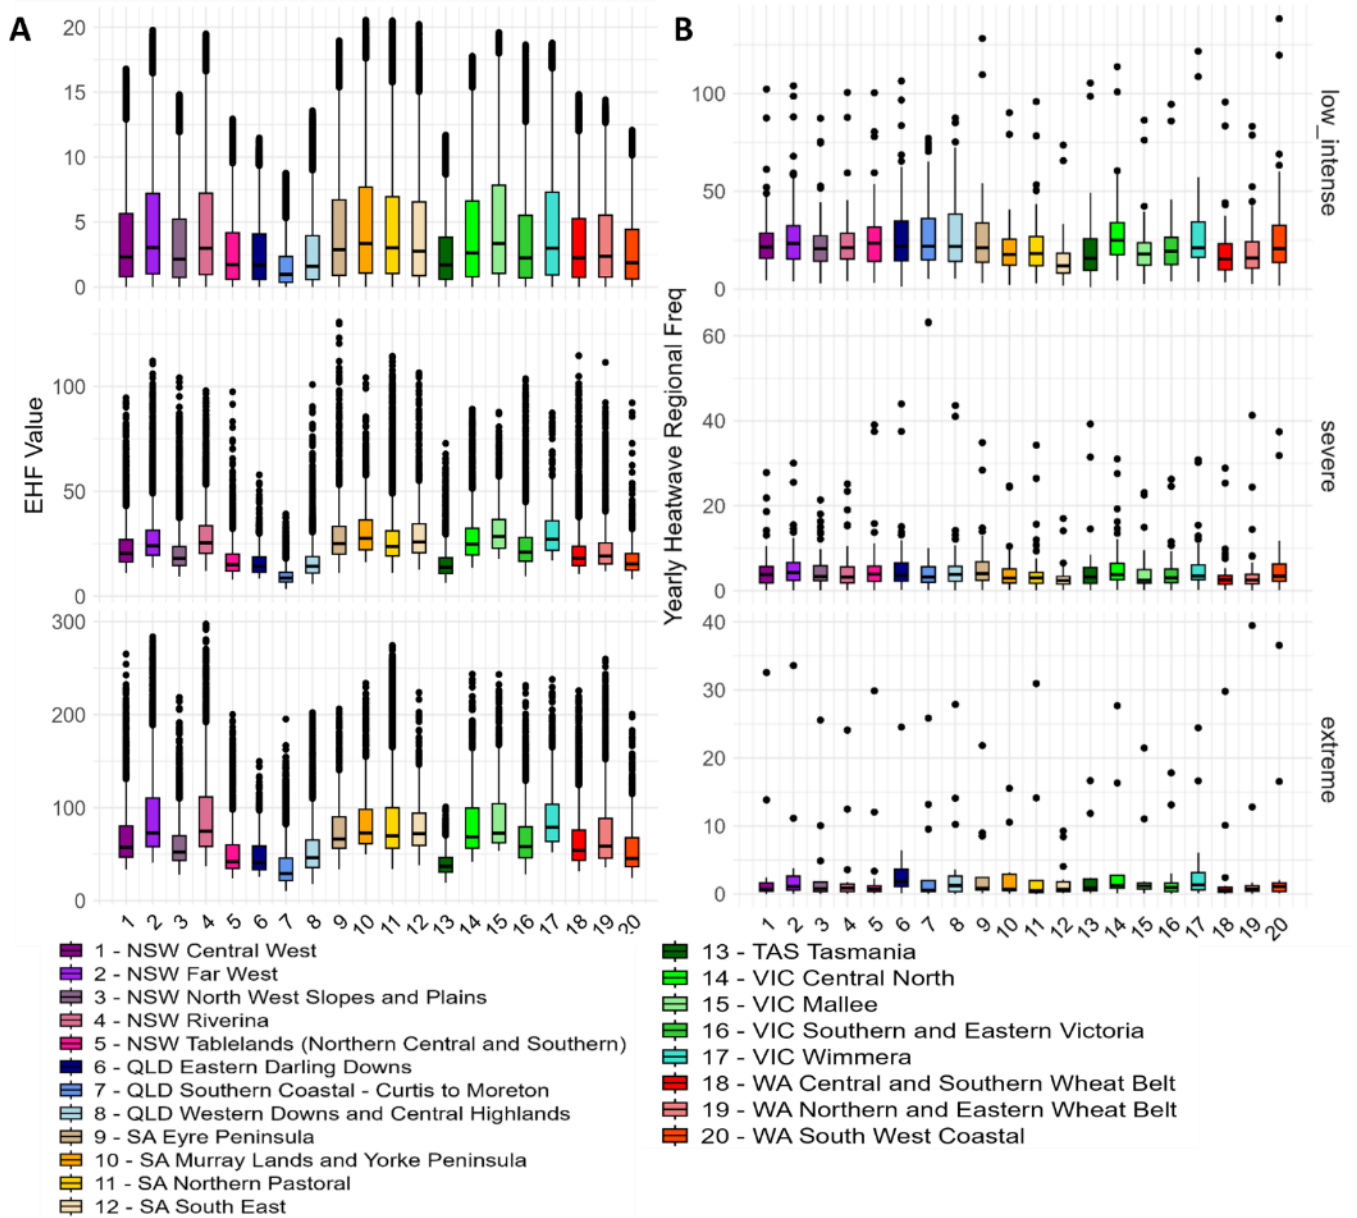 A
B
EHF Value
20
15
10
5
0
100
50
0
300
200
100
0
1 2 3 4 5 6 7 8 9 10 11 12 13 14 15 16 17 18 19 20
Yearly Heatwave Regional Freq
100
50
0
low_intense
60
40
20
0
severe
40
30
20
10
0
extreme
1 2 3 4 5 6 7 8 9 10 11 12 13 14 15 16 17 18 19 20
1 - NSW Central West
2 - NSW Far West
3 - NSW North West Slopes and Plains
4 - NSW Riverina
5 - NSW Tablelands (Northern Central and Southern)
6 - QLD Eastern Darling Downs
7 - QLD Southern Coastal - Curtis to Moreton
8 - QLD Western Downs and Central Highlands
9 - SA Eyre Peninsula
10 - SA Murray Lands and Yorke Peninsula
11 - SA Northern Pastoral
12 - SA South East
13 - TAS Tasmania
14 - VIC Central North
15 - VIC Mallee
16 - VIC Southern and Eastern Victoria
17 - VIC Wimmera
18 - WA Central and Southern Wheat Belt
19 - WA Northern and Eastern Wheat Belt
20 - WA South West Coastal